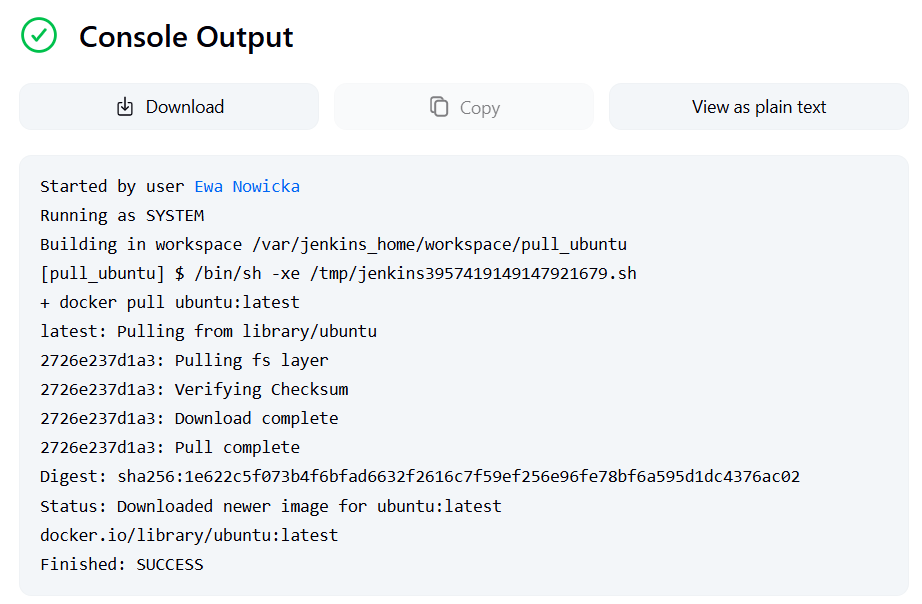 Console Output
Download
Copy
View as plain text
Started by user Ewa Nowicka
Running as SYSTEM
Building in workspace /var/jenkins_home/workspace/pull_ubuntu
[pull_ubuntu] $ /bin/sh -xe /tmp/jenkins3957419149147921679.sh
+ docker pull ubuntu:latest
latest: Pulling from library/ubuntu
2726e237d1a3: Pulling fs layer
2726e237d1a3: Verifying Checksum
2726e237d1a3: Download complete
2726e237d1a3: Pull complete
Digest: sha256:1e622c5f073b4f6bfad6632f2616c7f59ef256e96fe78bf6a595d1dc4376ac02
Status: Downloaded newer image for ubuntu:latest
docker.io/library/ubuntu:latest
Finished: SUCCESS